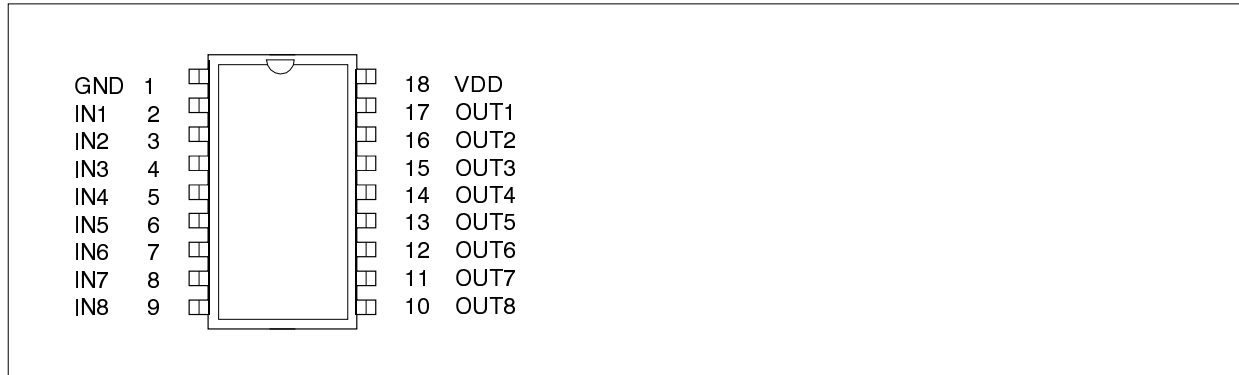 GND 1 18 VDD
IN1 2 17 OUT1
IN2 3 16 OUT2
IN3 4 15 OUT3
IN4 5 14 OUT4
IN5 6 13 OUT5
IN6 7 12 OUT6
IN7 8 11 OUT7
IN8 9 10 OUT8